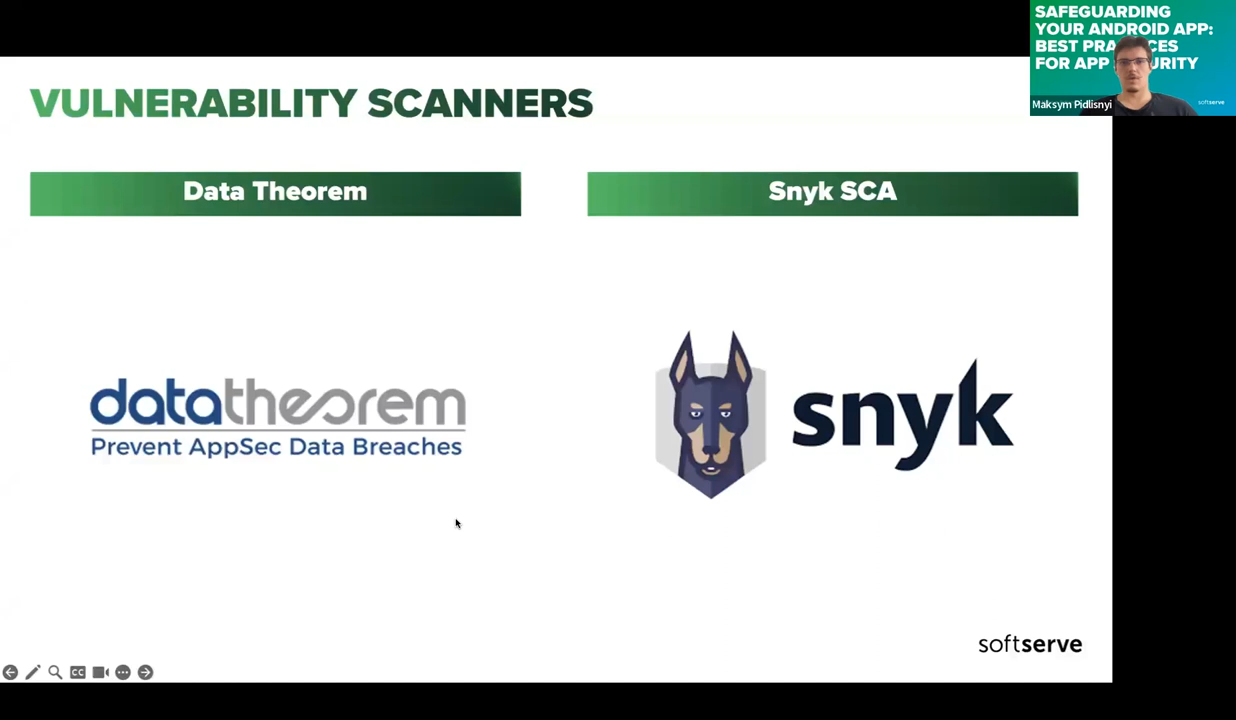 SAFEGUARDING
YOUR ANDROID APP:
BEST PRA CES
FOR APP URITY
Maksym Pidlisnyi
softserve
VULNERABILITY SCANNERS
Data Theorem
Snyk SCA
datatheorem
Prevent AppSec Data Breaches
snyk
softserve
CC